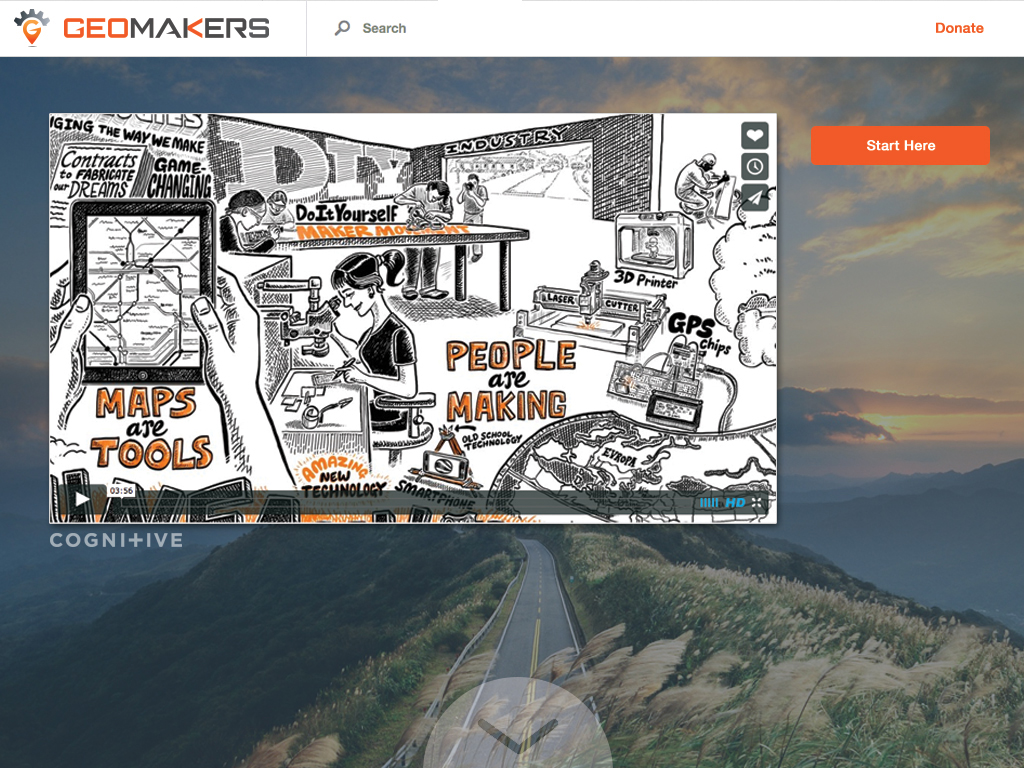 GEOMAKERS
Search
Donate
Start Here
GING THE WAY WE MAKE
Contracts
to FABRICATE
our DREAMS
GAME-
CHANGING
DIY
INDUSTRY
Do It Yourself
MAKER MOVEMENT
3D Printer
LASER CUTTER
GPS
Chips
PEOPLE
are
MAKING
MAPS
are
TOOLS
OLD SCHOOL
TECHNOLOGY
EVROPA
AMAZING
NEW
TECHNOLOGY
SMARTPHONE
03:56
HD
COGNITIVE